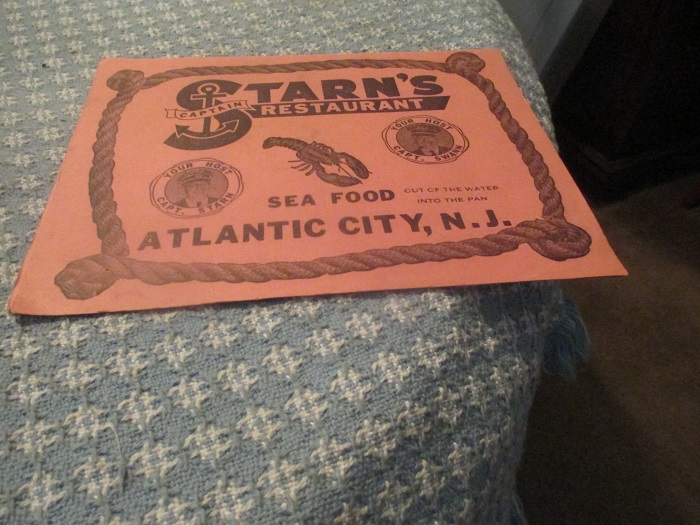 STARN'S
CAPTAIN
RESTAURANT
YOUR HOST
CAPT. STARN
YOUR HOST
CAPT. STARN
SEA FOOD
OUT OF THE WATER
INTO THE PAN
ATLANTIC CITY, N.J.